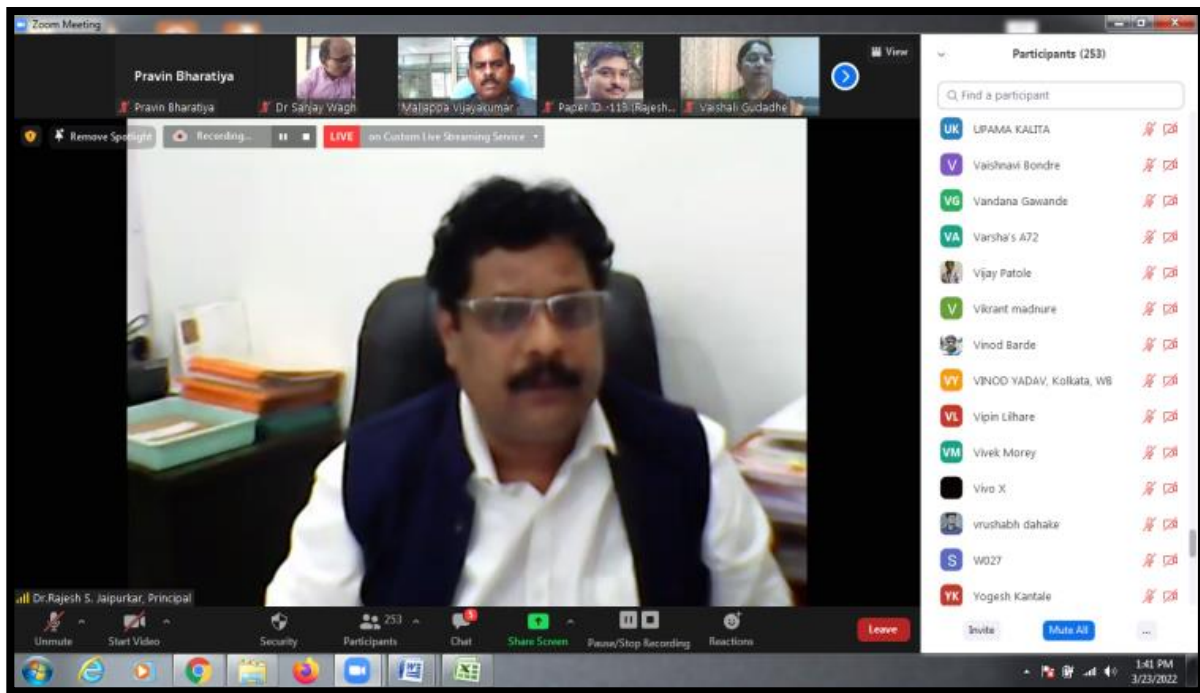 Zoom Meeting
Pravin Bharatiya
Pravin Bharatiya
Dr Sanjay Wagh
Mallappa Vijayakumar
Paper ID -113 (Rajesh...
Vaishali Gudadhe
View
Remove Spotlight
Recording...
LIVE on Custom Live Streaming Service
Dr.Rajesh S. Jaipurkar, Principal
Unmute
Start Video
Security
253
Participants
Chat
Share Screen
Pause/Stop Recording
Reactions
Leave
Participants (253)
Find a participant
UK UPAMA KALITA
V Vaishnavi Bondre
VG Vandana Gawande
VA Varsha's A72
Vijay Patole
V Vikrant madnure
Vinod Barde
VY VINOD YADAV, Kolkata, WB
VL Vipin Lilhare
VM Vivek Morey
Vivo X
vrushabh dahake
S W027
YK Yogesh Kantale
Invite
Mute All
...
1:41 PM
3/23/2022